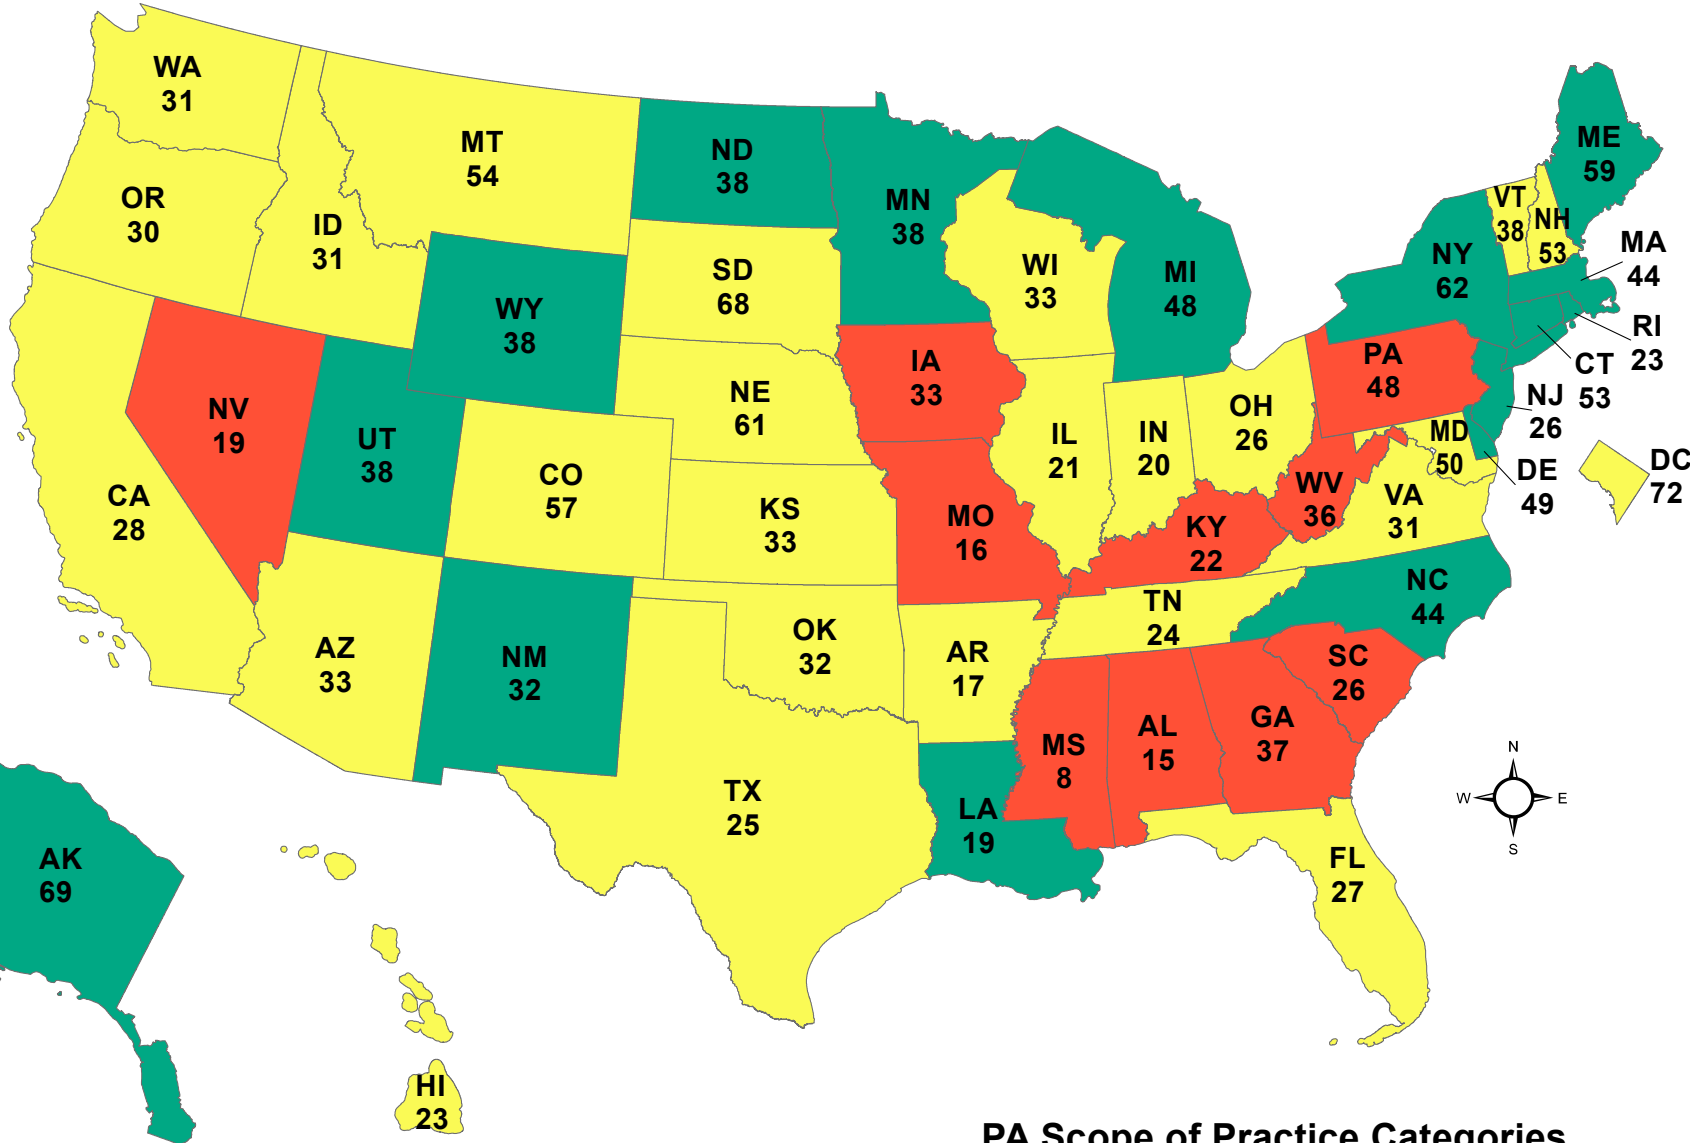 WA
31
OR
30
CA
28
NV
19
ID
31
MT
54
WY
38
UT
38
AZ
33
CO
57
NM
32
ND
38
SD
68
NE
61
KS
33
OK
32
TX
25
MN
38
IA
33
MO
16
AR
17
LA
19
WI
33
IL
21
MI
48
IN
20
OH
26
KY
22
TN
24
MS
8
AL
15
GA
37
FL
27
SC
26
NC
44
VA
31
WV
36
PA
48
NY
62
VT
38
NH
53
ME
59
MA
44
RI
23
CT
53
NJ
26
DE
49
MD
50
DC
72
AK
69
HI
23
N
W E
S
PA Scope of Practice Categories